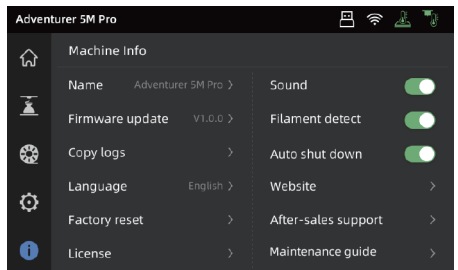 Adventurer 5M Pro
Machine Info
Name Adventurer 5M Pro >
Firmware update V1.0.0 >
Copy logs >
Language English >
Factory reset >
License >
Sound
Filament detect
Auto shut down
Website >
After-sales support >
Maintenance guide >